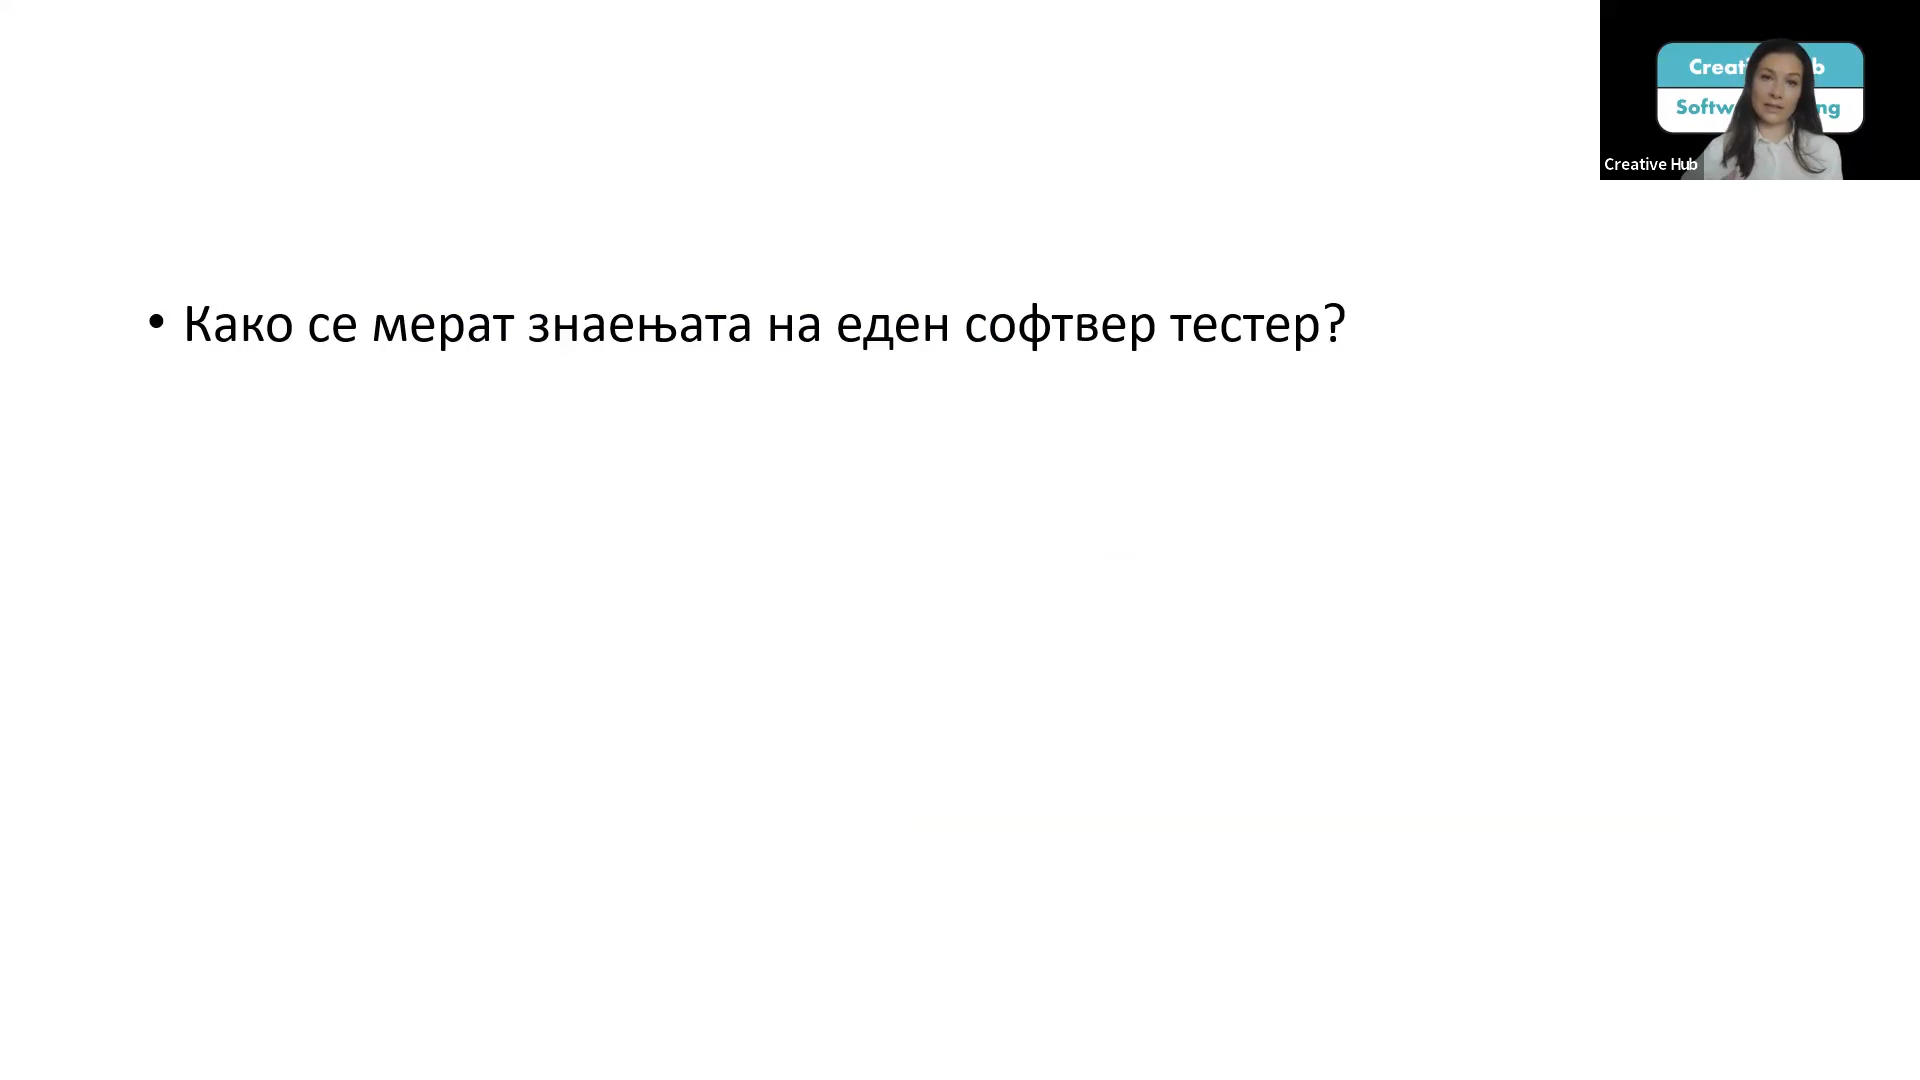 • Како се мерат знаењата на еден софтвер тестер?
Creative Hub